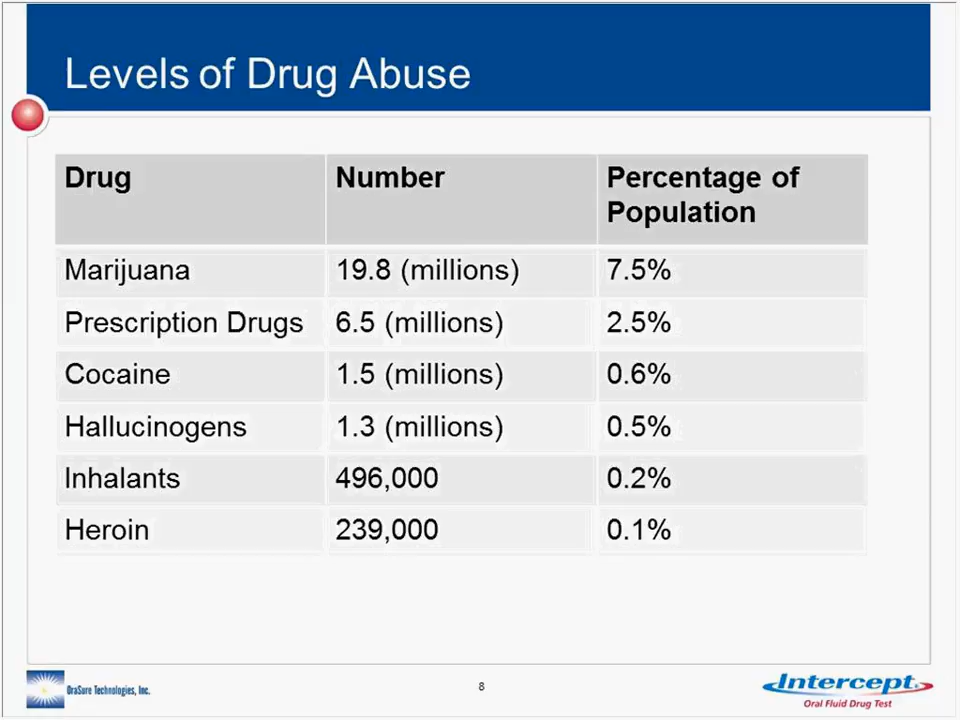 Levels of Drug Abuse
Drug Number Percentage of
Population
Marijuana 19.8 (millions) 7.5%
Prescription Drugs 6.5 (millions) 2.5%
Cocaine 1.5 (millions) 0.6%
Hallucinogens 1.3 (millions) 0.5%
Inhalants 496,000 0.2%
Heroin 239,000 0.1%
OraSure Technologies, Inc.
8
Intercept
Oral Fluid Drug Test